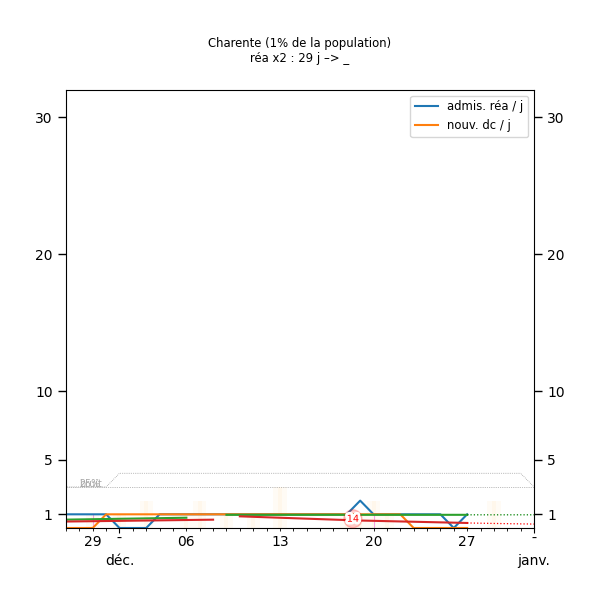 Charente (1% de la population)
réa x2 : 29 j –> _
admis. réa / j
nouv. dc / j
30 30
20 20
10 10
5 5
1 1
14
29 - 06 13 20 27 -
déc. janv.